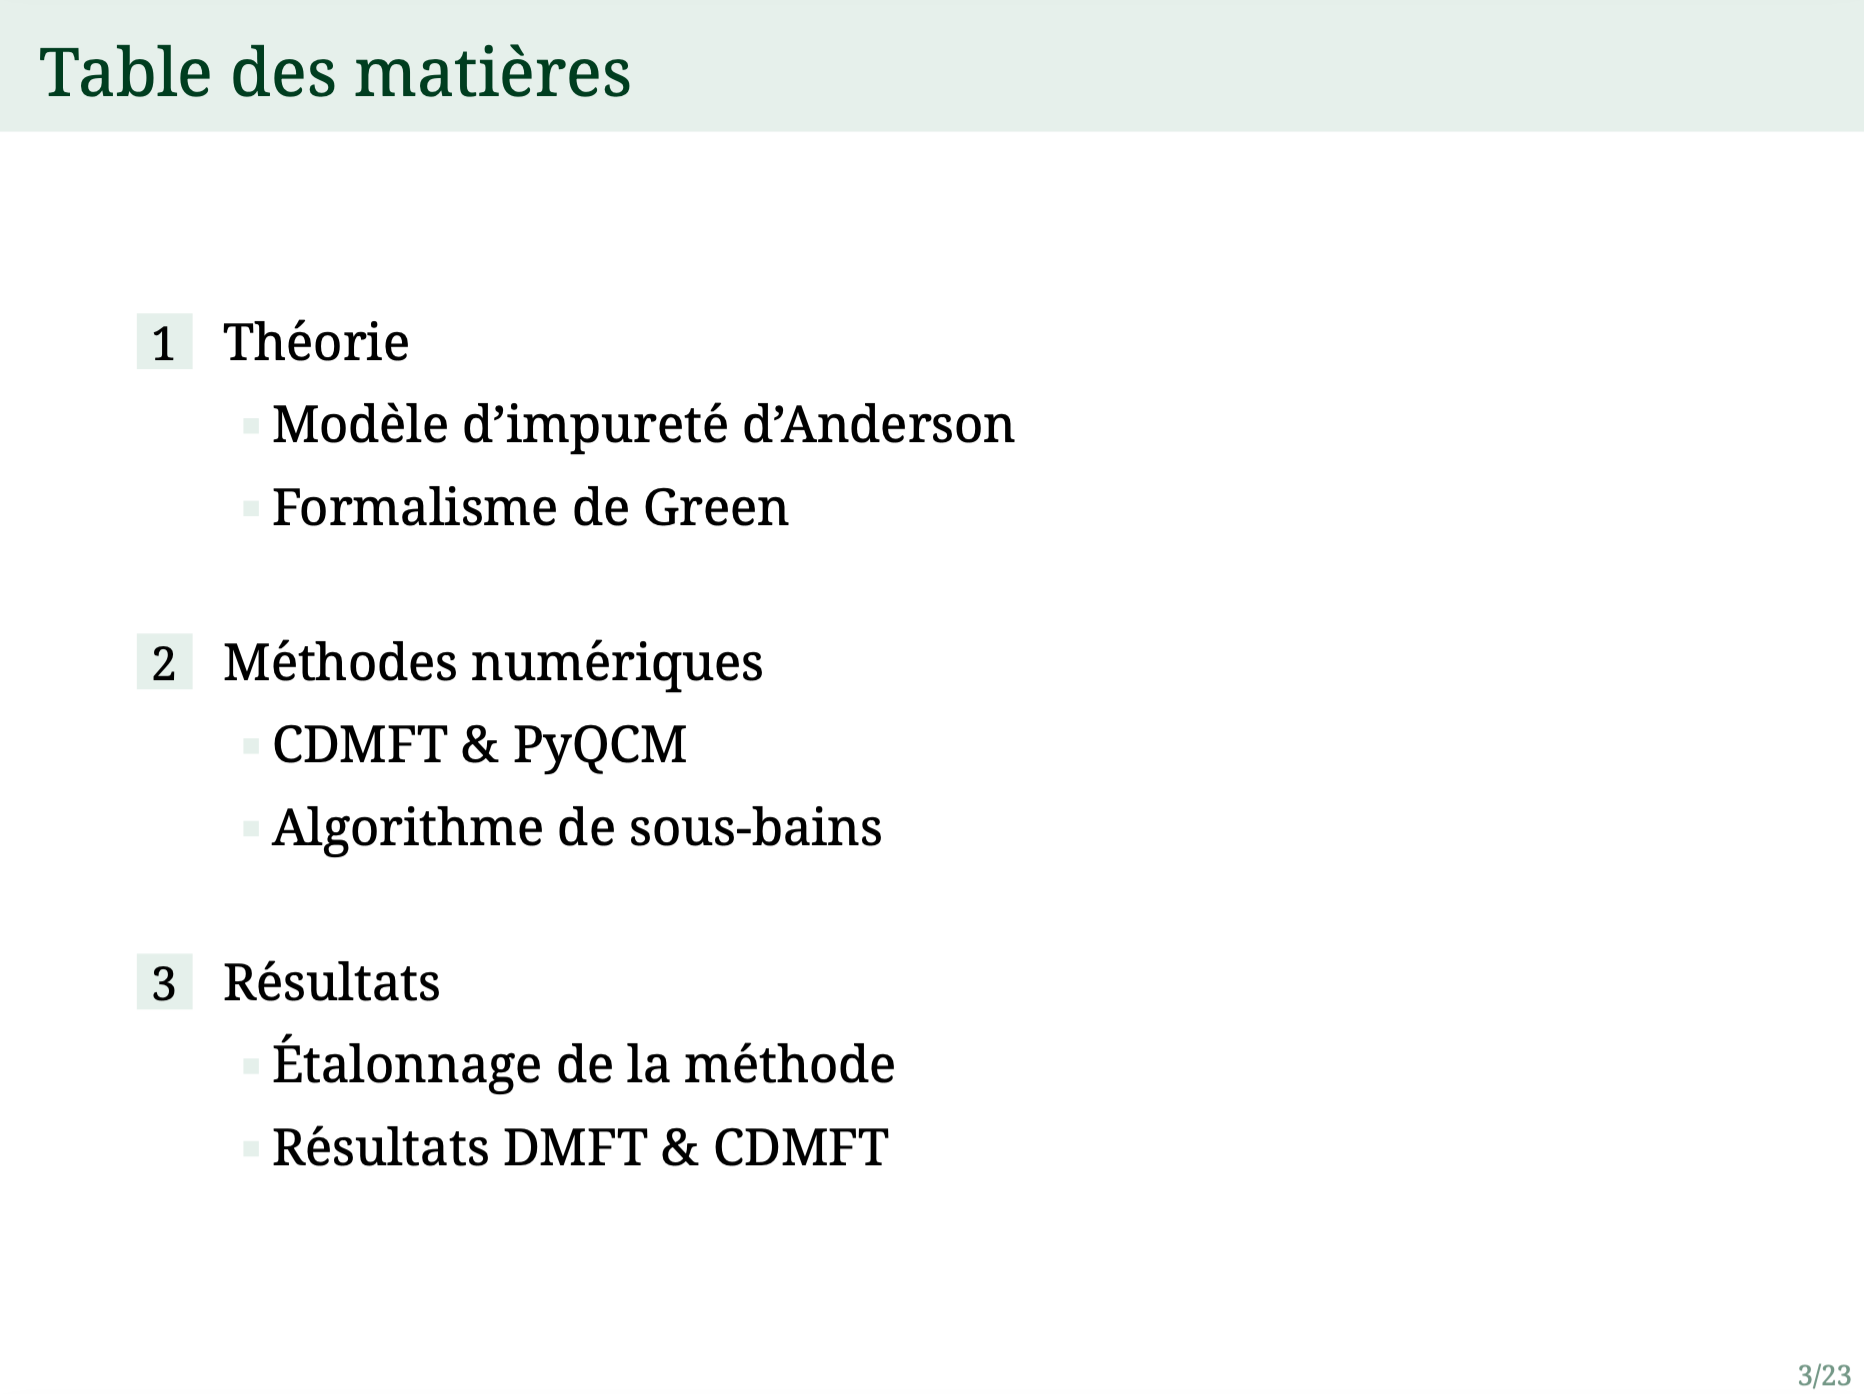 Table des matières
1 Théorie
Modèle d’impureté d’Anderson
Formalisme de Green
2 Méthodes numériques
CDMFT & PyQCM
Algorithme de sous-bains
3 Résultats
Étalonnage de la méthode
Résultats DMFT & CDMFT
3/23